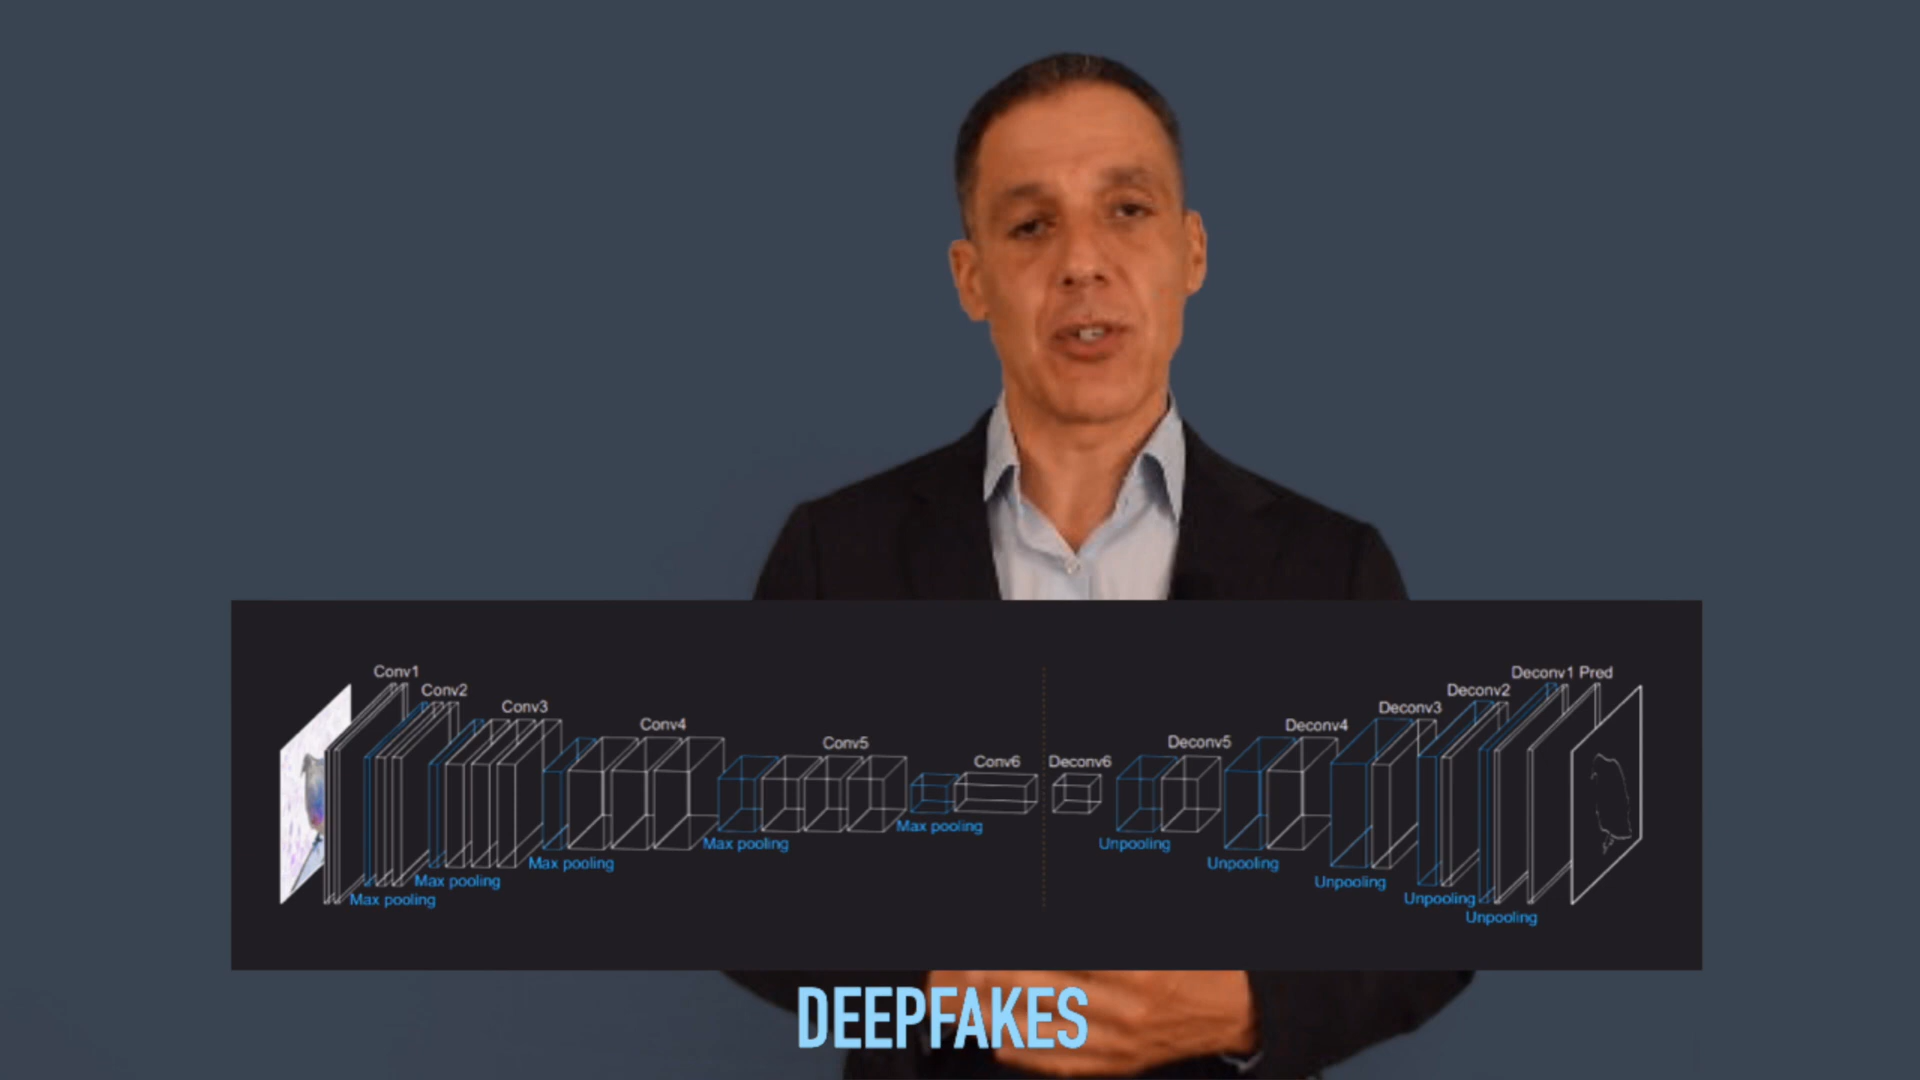 Conv1
Conv2
Conv3
Conv4
Conv5
Conv6
Deconv6
Deconv5
Deconv4
Deconv3
Deconv2
Deconv1 Pred
Max pooling
Max pooling
Max pooling
Max pooling
Max pooling
Unpooling
Unpooling
Unpooling
Unpooling
Unpooling
DEEPFAKES